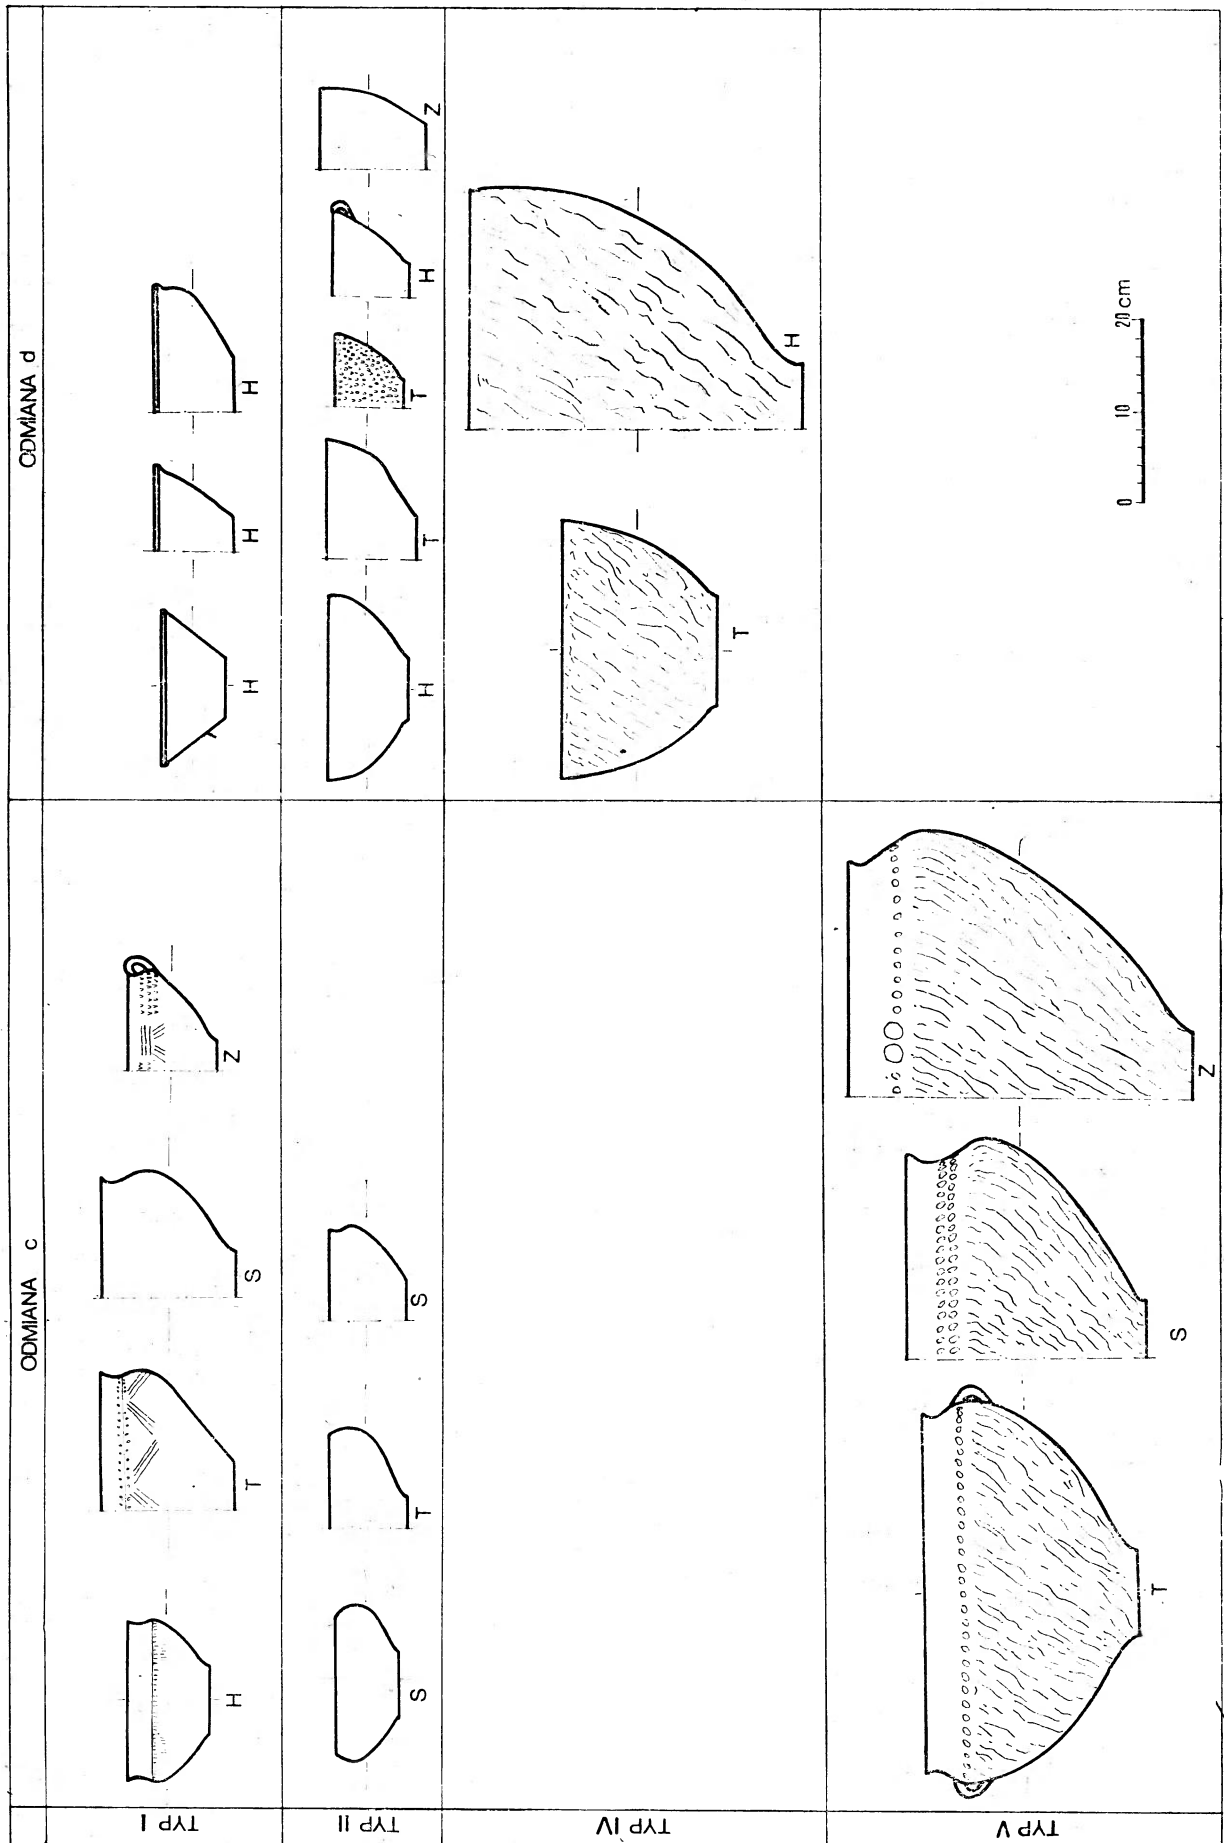 ODMIANA c
ODMIANA d
TYP I
H T S Z
H H H
TYP II
S T S
H T T H Z
TYP IV
T H
TYP V
T S Z
0 10 20 cm